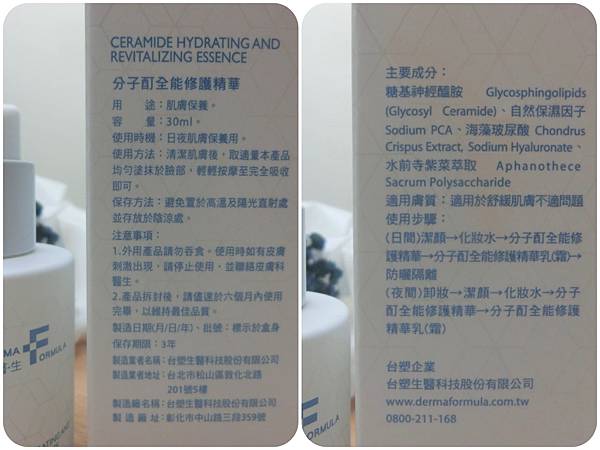 CERAMIDE HYDRATING AND
REVITALIZING ESSENCE
分子酊全能修護精華
用　途：肌膚保養。
容　量：30ml。
使用時機：日夜肌膚保養用。
使用方法：清潔肌膚後，取適量本產品
均勻塗抹於臉部，輕輕按摩至完全吸收
即可。
保存方法：避免置於高溫及陽光直射處
並存放於陰涼處。
注意事項：
1.外用產品請勿吞食。使用時如有皮膚
刺激出現，請停止使用，並聯絡皮膚科
醫生。
2.產品拆封後，請儘速於六個月內使用
完畢，以維持最佳品質。
製造日期(月/日/年)、批號：標示於盒身
保存期限：3年
製造業者名稱：台塑生醫科技股份有限公司
製造業者地址：台北市松山區敦化北路
201號5樓
製造廠名稱：台塑生醫科技股份有限公司
製造廠址：彰化市中山路三段359號
MA FORMULA
醫·生
ATING AND
主要成分：
糖基神經醯胺 Glycosphingolipids
(Glycosyl Ceramide)、自然保濕因子
Sodium PCA、海藻玻尿酸 Chondrus
Crispus Extract, Sodium Hyaluronate、
水前寺紫菜萃取 Aphanothece
Sacrum Polysaccharide
適用膚質：適用於舒緩肌膚不適問題
使用步驟：
(日間)潔顏→化妝水→分子酊全能修
護精華→分子酊全能修護精華乳(霜)→
防曬隔離
(夜間)卸妝→潔顏→化妝水→分子
酊全能修護精華→分子酊全能修護
精華乳(霜)
台塑企業
台塑生醫科技股份有限公司
www.dermaformula.com.tw
0800-211-168
ORMULA